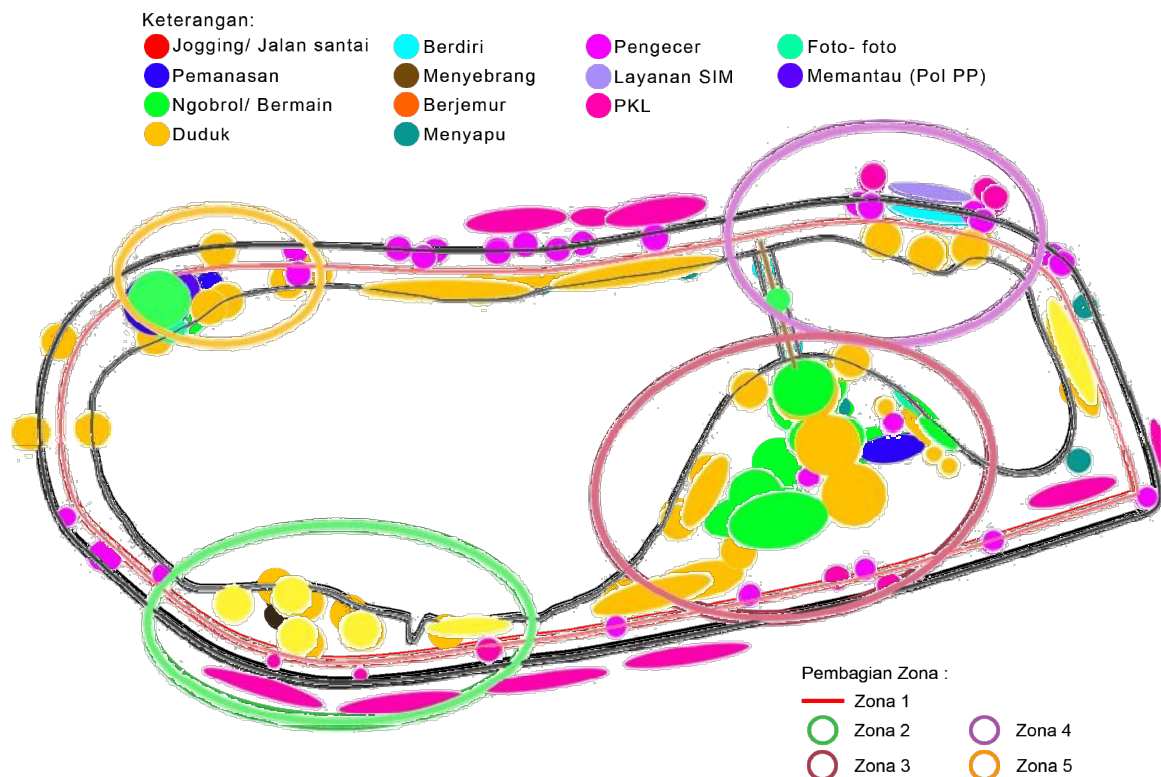 Keterangan:
Jogging/ Jalan santai
Pemanasan
Ngobrol/ Bermain
Duduk
Berdiri
Menyebrang
Berjemur
Menyapu
Pengecer
Layanan SIM
PKL
Foto- foto
Memantau (Pol PP)
Pembagian Zona :
Zona 1
Zona 2
Zona 3
Zona 4
Zona 5